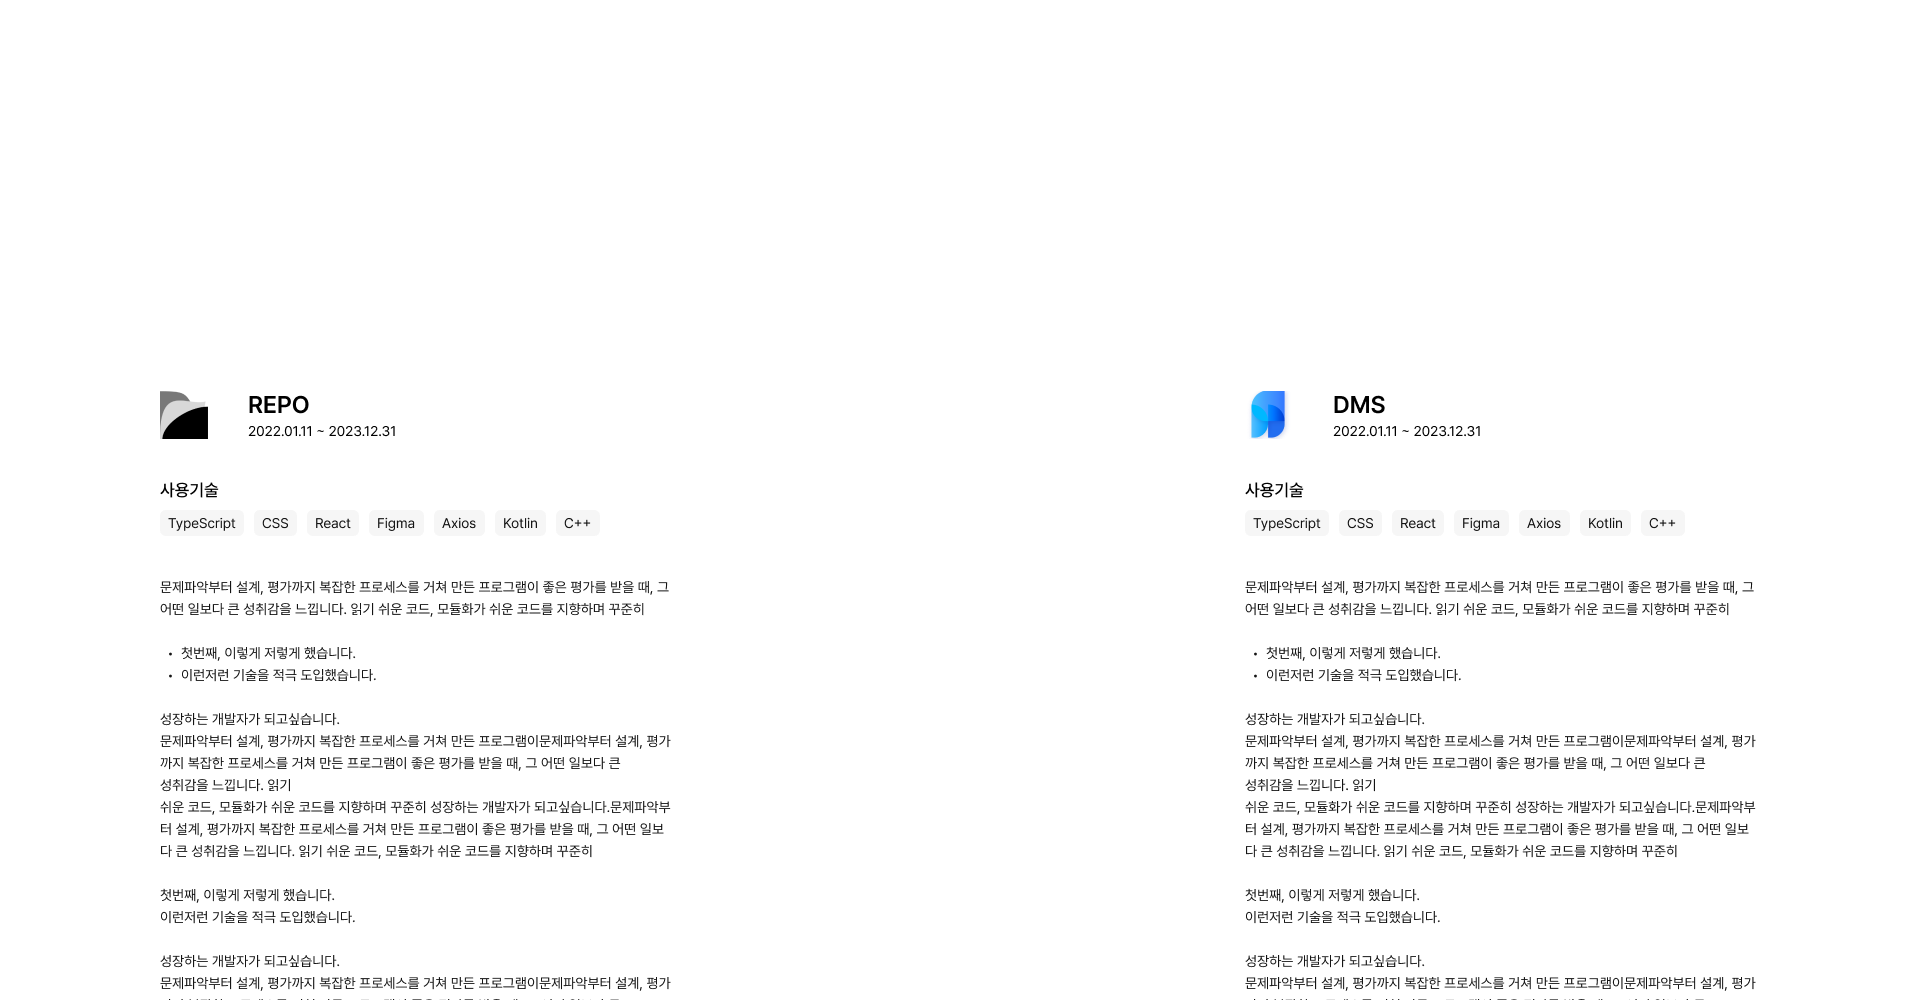 REPO
2022.01.11 ~ 2023.12.31
사용기술
TypeScript CSS React Figma Axios Kotlin C++
문제파악부터 설계, 평가까지 복잡한 프로세스를 거쳐 만든 프로그램이 좋은 평가를 받을 때, 그
어떤 일보다 큰 성취감을 느낍니다. 읽기 쉬운 코드, 모듈화가 쉬운 코드를 지향하며 꾸준히
• 첫번째, 이렇게 저렇게 했습니다.
• 이런저런 기술을 적극 도입했습니다.
성장하는 개발자가 되고싶습니다.
문제파악부터 설계, 평가까지 복잡한 프로세스를 거쳐 만든 프로그램이문제파악부터 설계, 평가
까지 복잡한 프로세스를 거쳐 만든 프로그램이 좋은 평가를 받을 때, 그 어떤 일보다 큰
성취감을 느낍니다. 읽기
쉬운 코드, 모듈화가 쉬운 코드를 지향하며 꾸준히 성장하는 개발자가 되고싶습니다.문제파악부
터 설계, 평가까지 복잡한 프로세스를 거쳐 만든 프로그램이 좋은 평가를 받을 때, 그 어떤 일보
다 큰 성취감을 느낍니다. 읽기 쉬운 코드, 모듈화가 쉬운 코드를 지향하며 꾸준히
첫번째, 이렇게 저렇게 했습니다.
이런저런 기술을 적극 도입했습니다.
성장하는 개발자가 되고싶습니다.
문제파악부터 설계, 평가까지 복잡한 프로세스를 거쳐 만든 프로그램이문제파악부터 설계, 평가
DMS
2022.01.11 ~ 2023.12.31
사용기술
TypeScript CSS React Figma Axios Kotlin C++
문제파악부터 설계, 평가까지 복잡한 프로세스를 거쳐 만든 프로그램이 좋은 평가를 받을 때, 그
어떤 일보다 큰 성취감을 느낍니다. 읽기 쉬운 코드, 모듈화가 쉬운 코드를 지향하며 꾸준히
• 첫번째, 이렇게 저렇게 했습니다.
• 이런저런 기술을 적극 도입했습니다.
성장하는 개발자가 되고싶습니다.
문제파악부터 설계, 평가까지 복잡한 프로세스를 거쳐 만든 프로그램이문제파악부터 설계, 평가
까지 복잡한 프로세스를 거쳐 만든 프로그램이 좋은 평가를 받을 때, 그 어떤 일보다 큰
성취감을 느낍니다. 읽기
쉬운 코드, 모듈화가 쉬운 코드를 지향하며 꾸준히 성장하는 개발자가 되고싶습니다.문제파악부
터 설계, 평가까지 복잡한 프로세스를 거쳐 만든 프로그램이 좋은 평가를 받을 때, 그 어떤 일보
다 큰 성취감을 느낍니다. 읽기 쉬운 코드, 모듈화가 쉬운 코드를 지향하며 꾸준히
첫번째, 이렇게 저렇게 했습니다.
이런저런 기술을 적극 도입했습니다.
성장하는 개발자가 되고싶습니다.
문제파악부터 설계, 평가까지 복잡한 프로세스를 거쳐 만든 프로그램이문제파악부터 설계, 평가